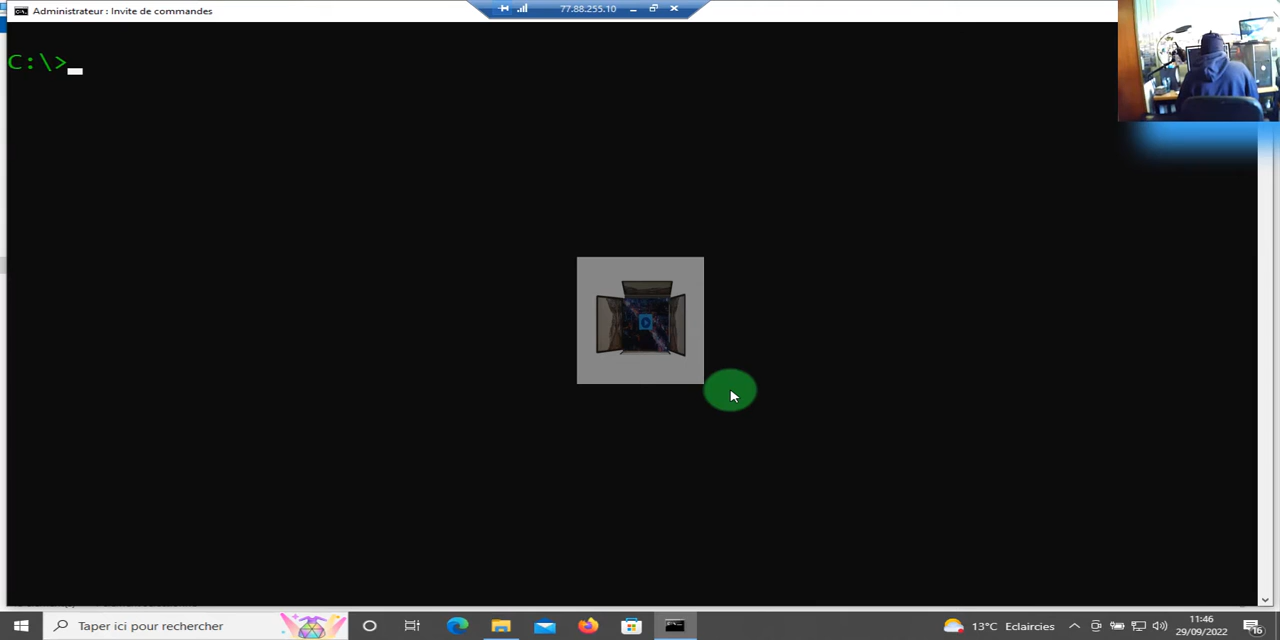 Administrateur : Invite de commandes
77.88.255.10
C:\>
Taper ici pour rechercher
13°C Eclaircies
11:46
29/09/2022
16